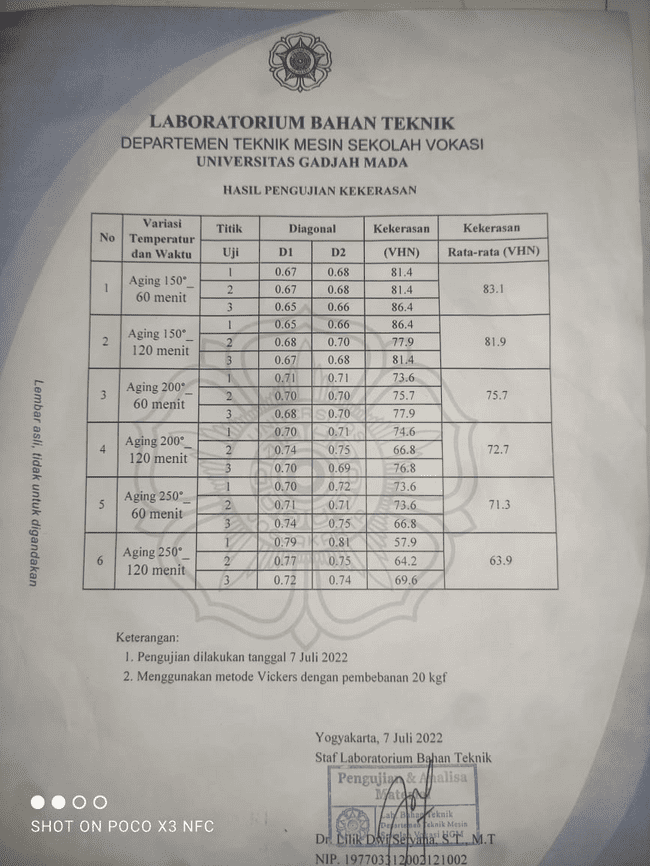 LABORATORIUM BAHAN TEKNIK
DEPARTEMEN TEKNIK MESIN SEKOLAH VOKASI
UNIVERSITAS GADJAH MADA
HASIL PENGUJIAN KEKERASAN
No Variasi Temperatur dan Waktu Titik Uji Diagonal D1 D2 Kekerasan (VHN) Kekerasan Rata-rata (VHN)
1 Aging 150°_ 60 menit 83.1
1 0.67 0.68 81.4
2 0.67 0.68 81.4
3 0.65 0.66 86.4
2 Aging 150°_ 120 menit 81.9
1 0.65 0.66 86.4
2 0.68 0.70 77.9
3 0.67 0.68 81.4
3 Aging 200°_ 60 menit 75.7
1 0.71 0.71 73.6
2 0.70 0.70 75.7
3 0.68 0.70 77.9
4 Aging 200°_ 120 menit 72.7
1 0.70 0.71 74.6
2 0.74 0.75 66.8
3 0.70 0.69 76.8
5 Aging 250°_ 60 menit 71.3
1 0.70 0.72 73.6
2 0.71 0.71 73.6
3 0.74 0.75 66.8
6 Aging 250°_ 120 menit 63.9
1 0.79 0.81 57.9
2 0.77 0.75 64.2
3 0.72 0.74 69.6
Lembar asli, tidak untuk digandakan
Keterangan:
1. Pengujian dilakukan tanggal 7 Juli 2022
2. Menggunakan metode Vickers dengan pembebanan 20 kgf
Yogyakarta, 7 Juli 2022
Staf Laboratorium Bahan Teknik
Pengujian & Analisa
Material
Lab. Bahan Teknik
Departemen Teknik Mesin
Sekolah Vokasi UGM
Dr. Lilik Dwi Setyana, S.T., M.T
NIP. 197703312002121002
SHOT ON POCO X3 NFC